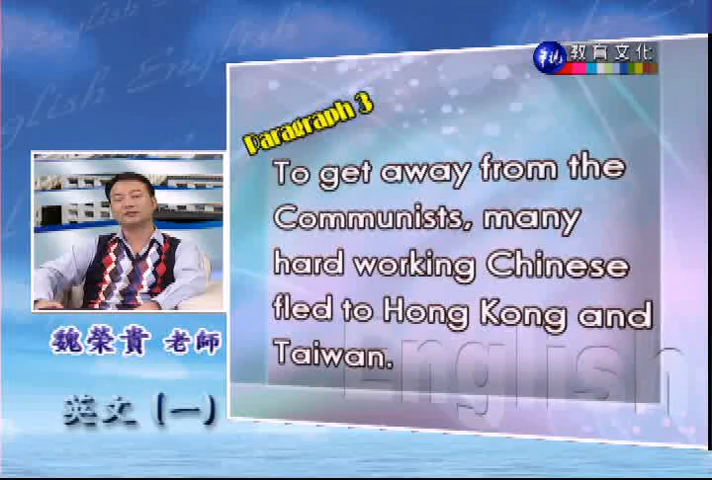 教育文化
Paragraph 3
To get away from the
Communists, many
hard working Chinese
fled to Hong Kong and
Taiwan.
English
魏榮貴 老師
英文(一)